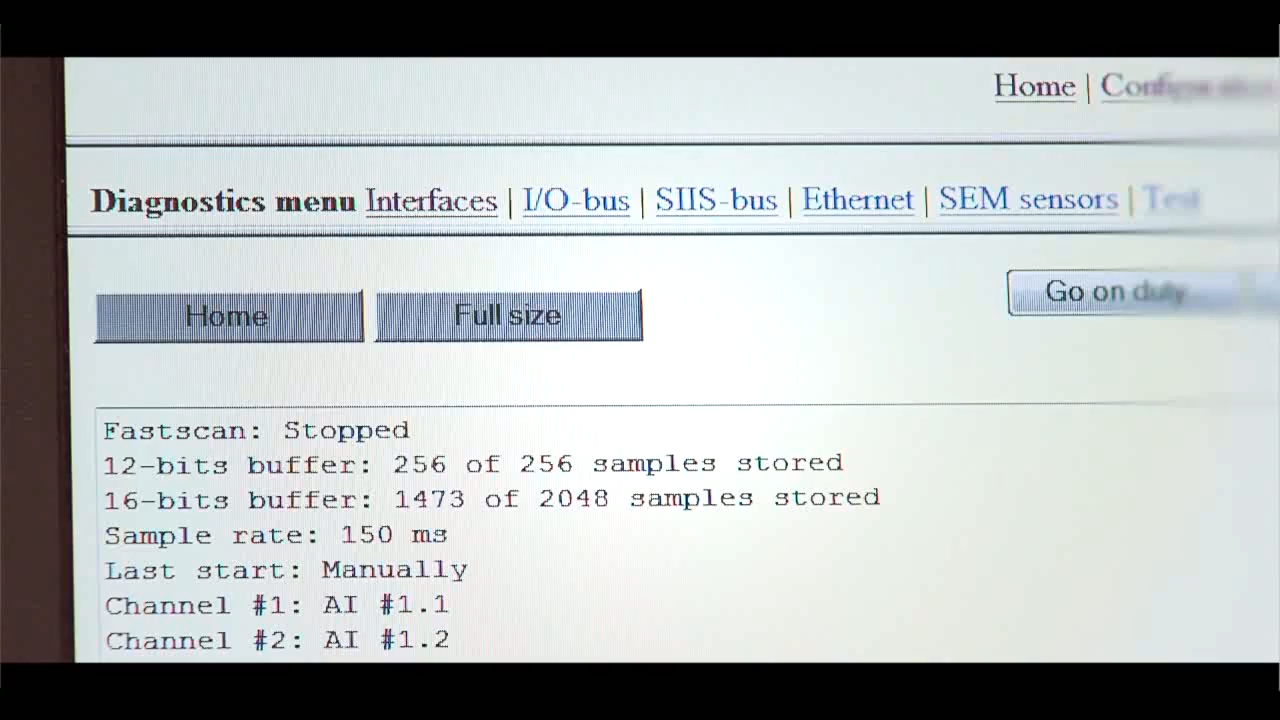 Home |
Diagnostics menu Interfaces | I/O-bus | SIIS-bus | Ethernet | SEM sensors | Test
Home Full size Go on duty
Fastscan: Stopped
12-bits buffer: 256 of 256 samples stored
16-bits buffer: 1473 of 2048 samples stored
Sample rate: 150 ms
Last start: Manually
Channel #1: AI #1.1
Channel #2: AI #1.2